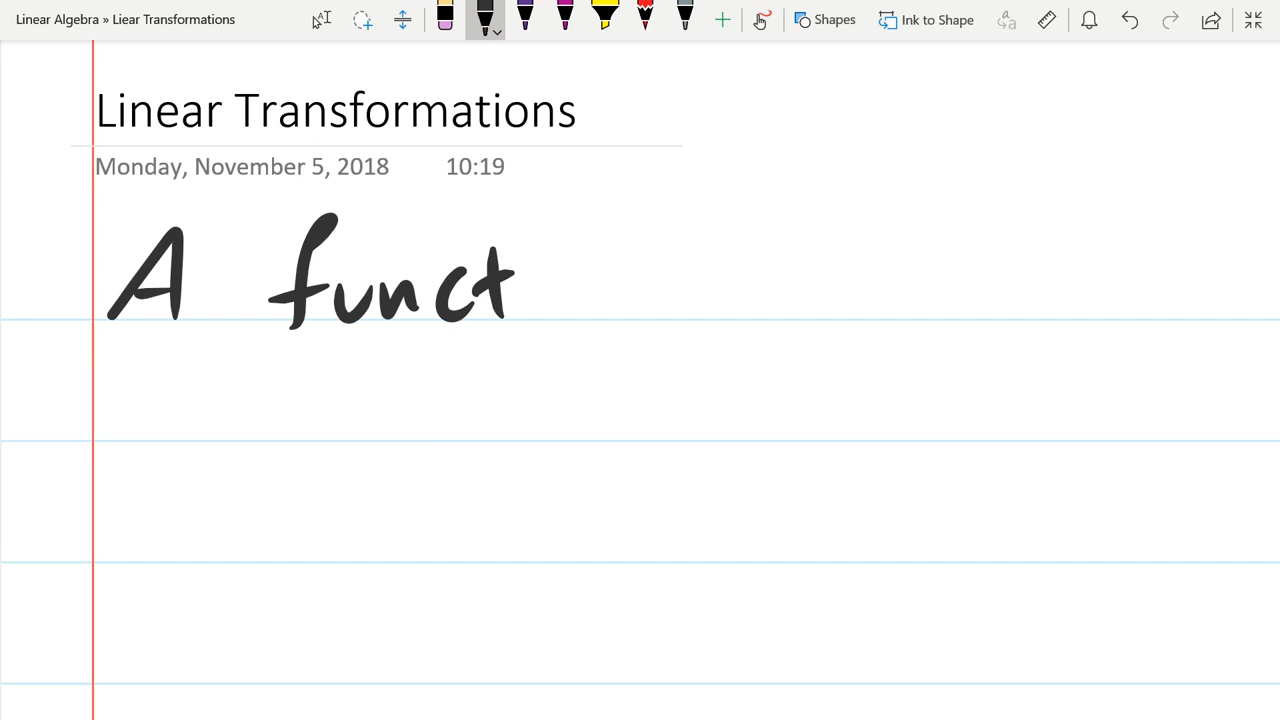 Linear Algebra » Liear Transformations
Shapes
Ink to Shape
Linear Transformations
Monday, November 5, 2018 10:19
A funct